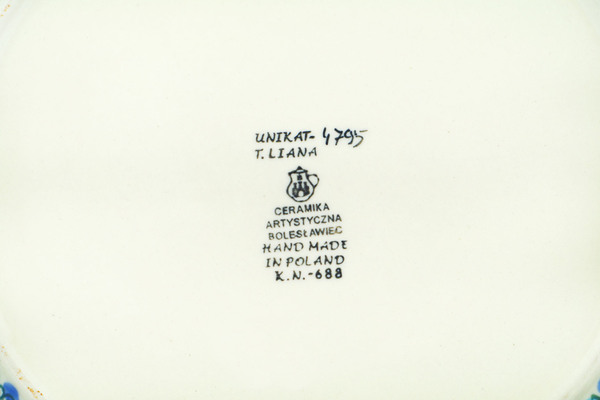 UNIKAT- 4795
T. LIANA
CERAMIKA
ARTYSTYCZNA
BOLESŁAWIEC
HAND MADE
IN POLAND
K.N.-688